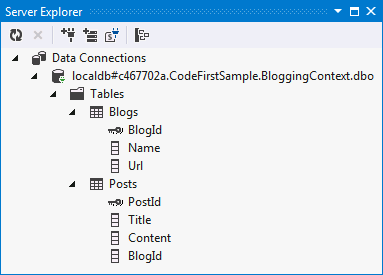 Server Explorer
Data Connections
localdb#c467702a.CodeFirstSample.BloggingContext.dbo
Tables
Blogs
BlogId
Name
Url
Posts
PostId
Title
Content
BlogId